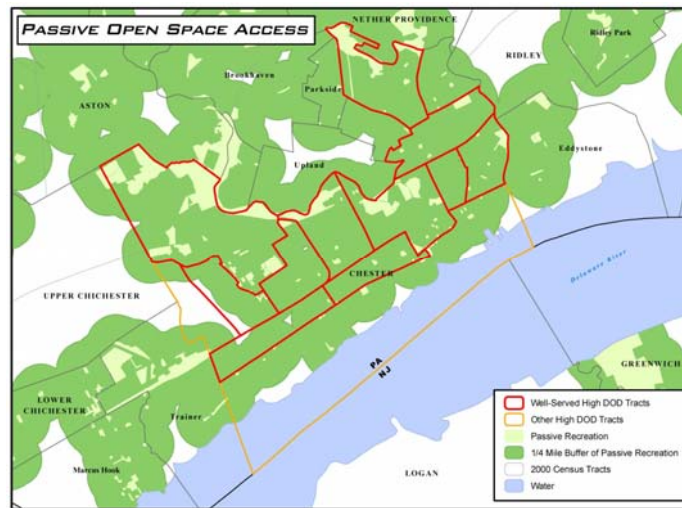 PASSIVE OPEN SPACE ACCESS
NETHER PROVIDENCE
Ridley Park
RIDLEY
Brookhaven
Parkside
ASTON
Upland
Eddystone
CHESTER
Delaware River
UPPER CHICHESTER
PA
NJ
GREENWICH
LOWER
CHICHESTER
Trainer
Marcus Hook
LOGAN
Well-Served High DOD Tracts
Other High DOD Tracts
Passive Recreation
1/4 Mile Buffer of Passive Recreation
2000 Census Tracts
Water